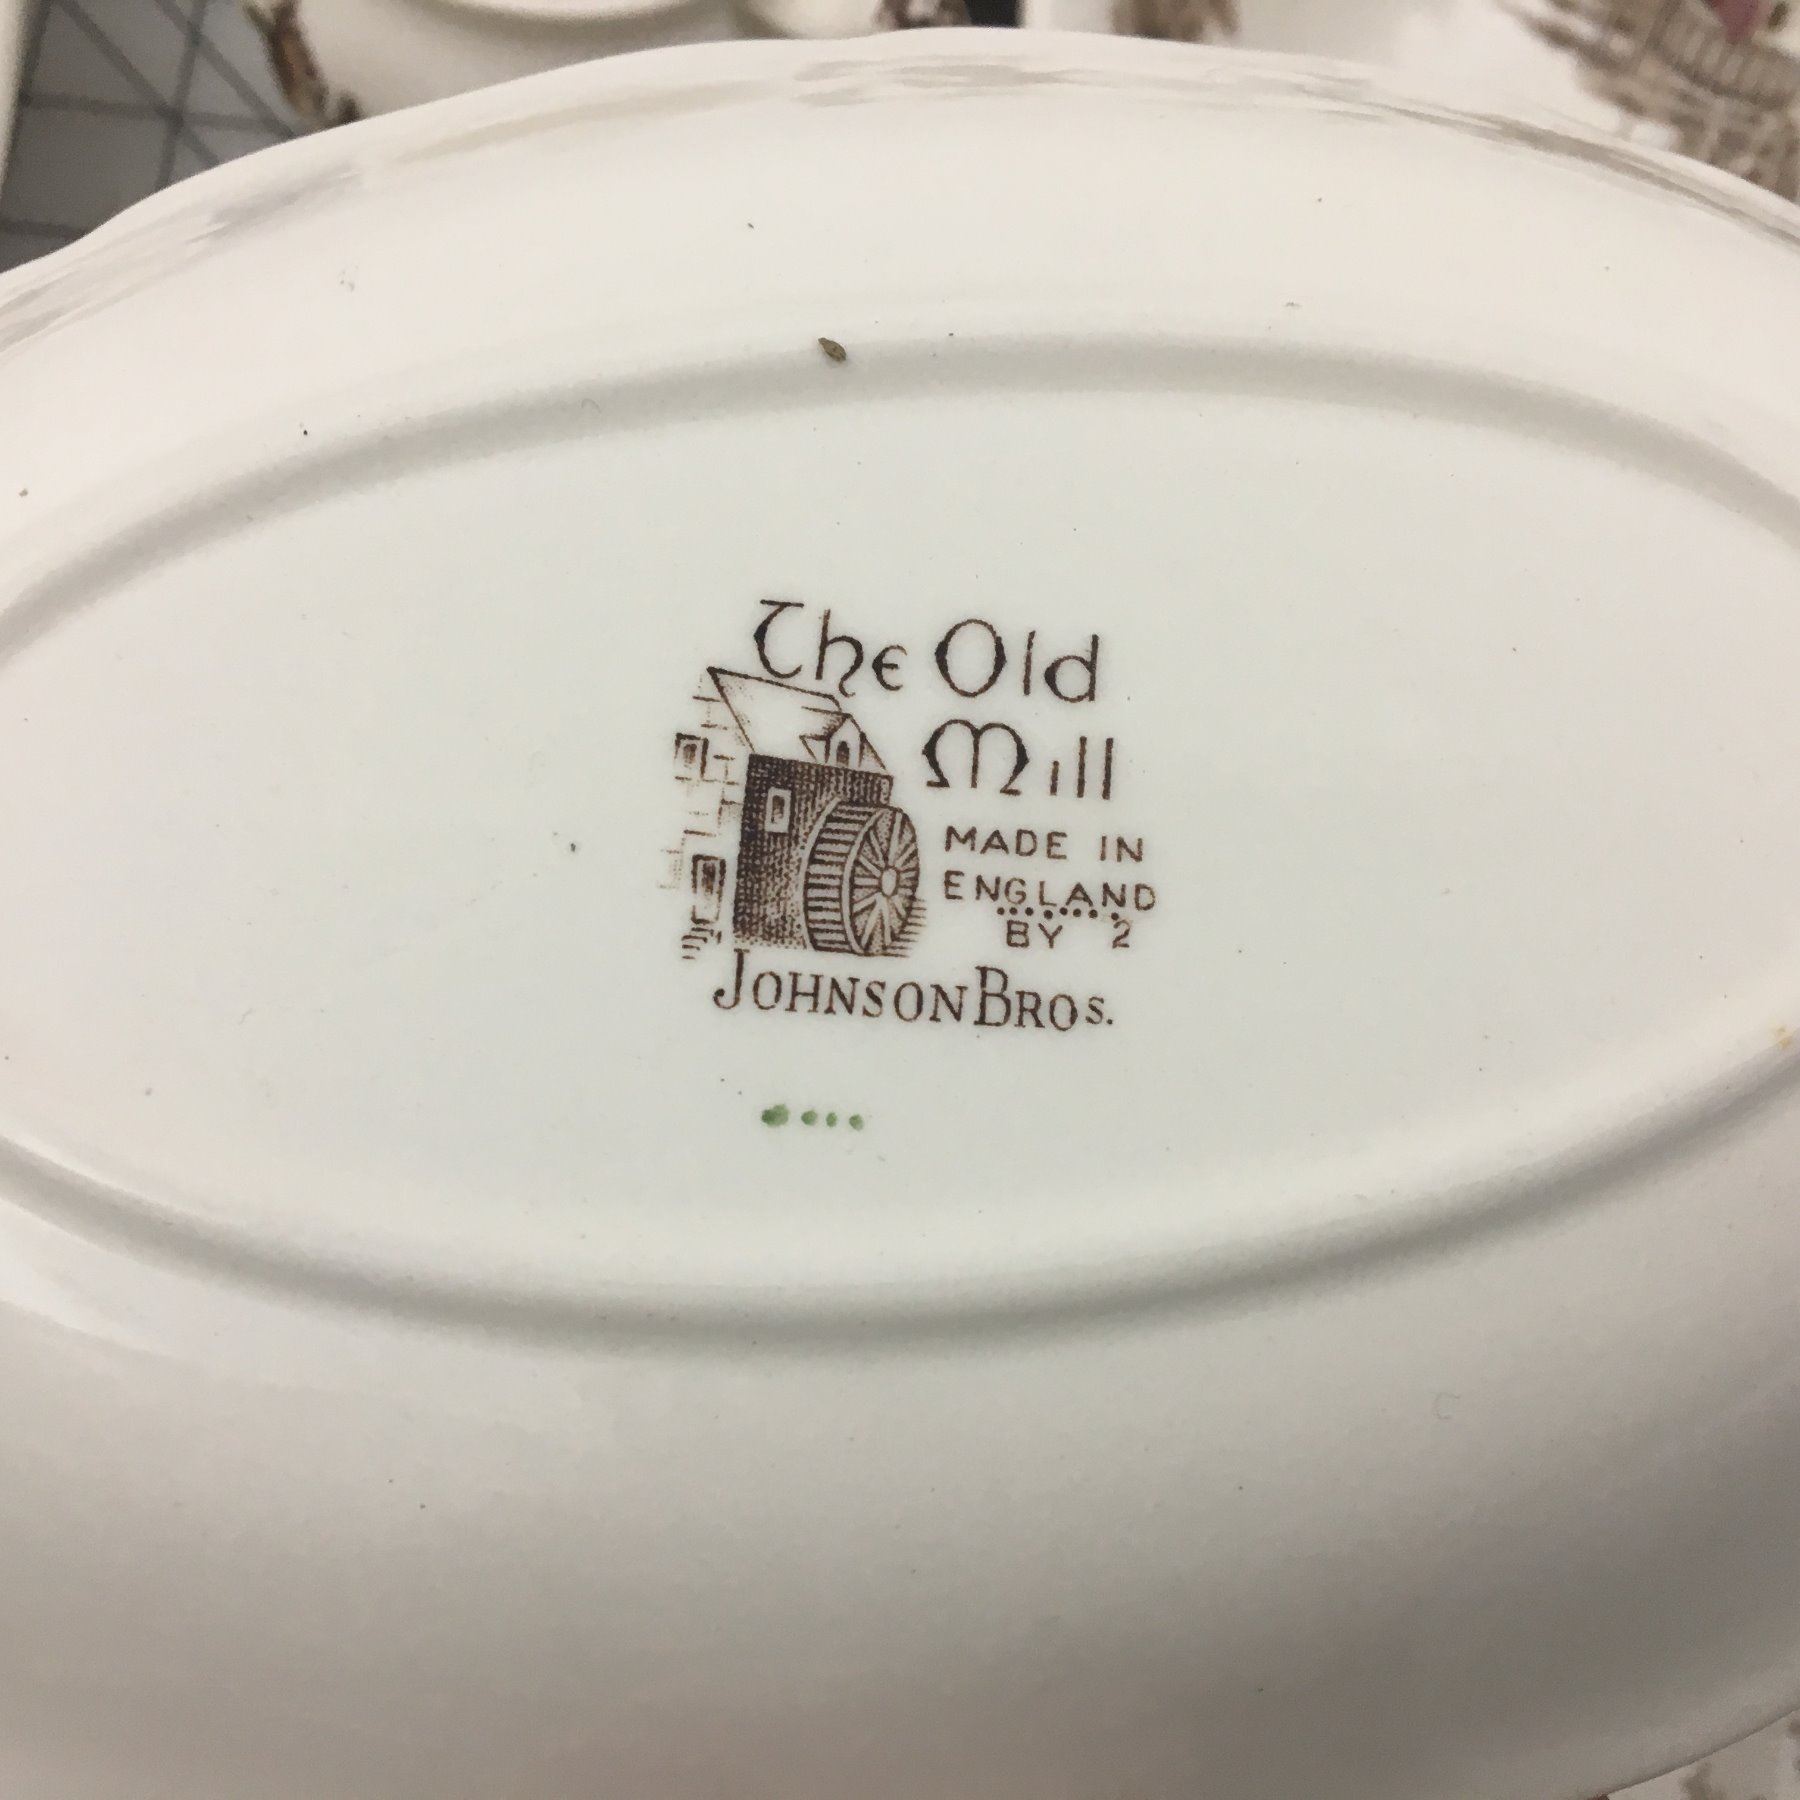 The Old
Mill
MADE IN
ENGLAND
BY 2
JOHNSON BROS.